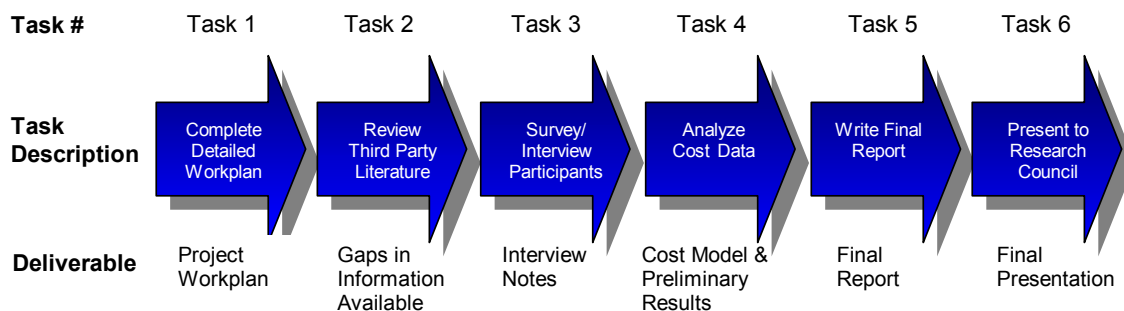 Task # Task 1 Task 2 Task 3 Task 4 Task 5 Task 6
Task
Description
Complete
Detailed
Workplan
Review
Third Party
Literature
Survey/
Interview
Participants
Analyze
Cost Data
Write Final
Report
Present to
Research
Council
Deliverable
Project
Workplan
Gaps in
Information
Available
Interview
Notes
Cost Model &
Preliminary
Results
Final
Report
Final
Presentation